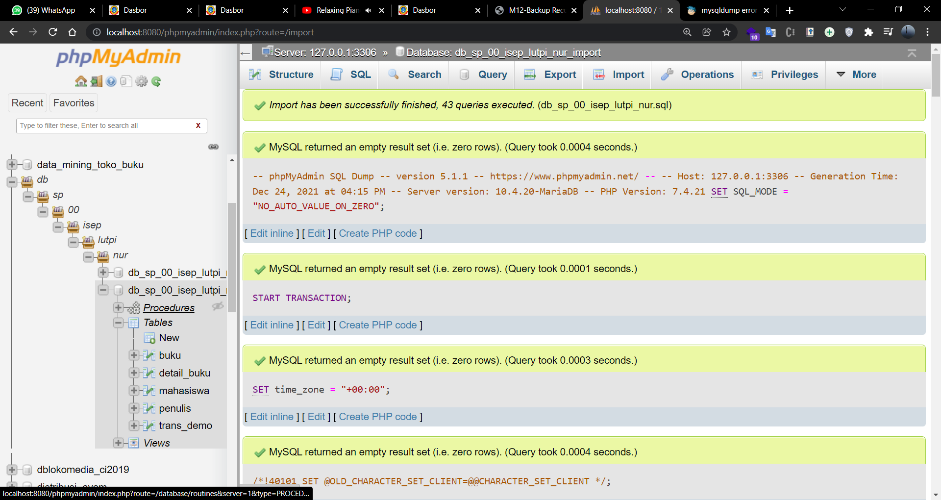 (39) WhatsApp
Dasbor
Dasbor
Relaxing Pian
Dasbor
M12-Backup Rec
localhost:8080 / 1
mysqldump error
localhost:8080/phpmyadmin/index.php?route=/import
phpMyAdmin
Recent
Favorites
Type to filter these, Enter to search all
X
data_mining_toko_buku
db
sp
00
isep
lutpi
nur
db_sp_00_isep_lutpi_
db_sp_00_isep_lutpi_
Procedures
Tables
New
buku
detail_buku
mahasiswa
penulis
trans_demo
Views
dblokomedia_ci2019
localhost:8080/phpmyadmin/index.php?route=/database/routines&server=1&type=PROCED...
Server: 127.0.0.1:3306 » Database: db_sp_00_isep_lutpi_nur_import
Structure
SQL
Search
Query
Export
Import
Operations
Privileges
More
Import has been successfully finished, 43 queries executed. (db_sp_00_isep_lutpi_nur.sql)
MySQL returned an empty result set (i.e. zero rows). (Query took 0.0004 seconds.)
-- phpMyAdmin SQL Dump -- version 5.1.1 -- https://www.phpmyadmin.net/ -- -- Host: 127.0.0.1:3306 -- Generation Time:
Dec 24, 2021 at 04:15 PM -- Server version: 10.4.20-MariaDB -- PHP Version: 7.4.21 SET SQL_MODE =
"NO_AUTO_VALUE_ON_ZERO";
[ Edit inline ] [ Edit ] [ Create PHP code ]
MySQL returned an empty result set (i.e. zero rows). (Query took 0.0001 seconds.)
START TRANSACTION;
[ Edit inline ] [ Edit ] [ Create PHP code ]
MySQL returned an empty result set (i.e. zero rows). (Query took 0.0003 seconds.)
SET time_zone = "+00:00";
[ Edit inline ] [ Edit ] [ Create PHP code ]
MySQL returned an empty result set (i.e. zero rows). (Query took 0.0004 seconds.)
/*!40101 SET @OLD_CHARACTER_SET_CLIENT=@@CHARACTER_SET_CLIENT */;